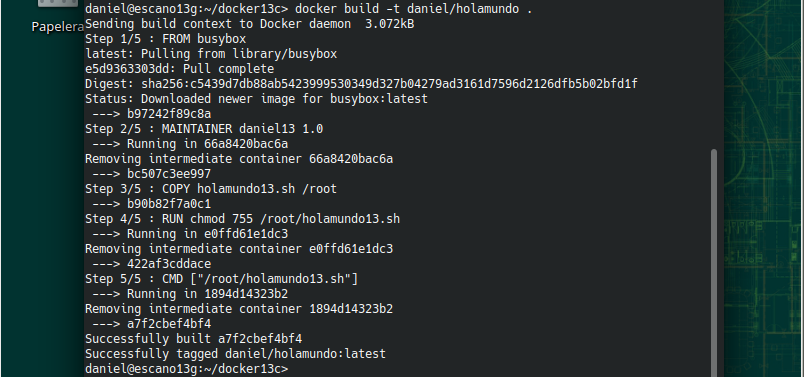 Papelera
daniel@escano13g:~/docker13c> docker build -t daniel/holamundo .
Sending build context to Docker daemon  3.072kB
Step 1/5 : FROM busybox
latest: Pulling from library/busybox
e5d9363303dd: Pull complete
Digest: sha256:c5439d7db88ab5423999530349d327b04279ad3161d7596d2126dfb5b02bfd1f
Status: Downloaded newer image for busybox:latest
 ---> b97242f89c8a
Step 2/5 : MAINTAINER daniel13 1.0
 ---> Running in 66a8420bac6a
Removing intermediate container 66a8420bac6a
 ---> bc507c3ee997
Step 3/5 : COPY holamundo13.sh /root
 ---> b90b82f7a0c1
Step 4/5 : RUN chmod 755 /root/holamundo13.sh
 ---> Running in e0ffd61e1dc3
Removing intermediate container e0ffd61e1dc3
 ---> 422af3cddace
Step 5/5 : CMD ["/root/holamundo13.sh"]
 ---> Running in 1894d14323b2
Removing intermediate container 1894d14323b2
 ---> a7f2cbef4bf4
Successfully built a7f2cbef4bf4
Successfully tagged daniel/holamundo:latest
daniel@escano13g:~/docker13c>